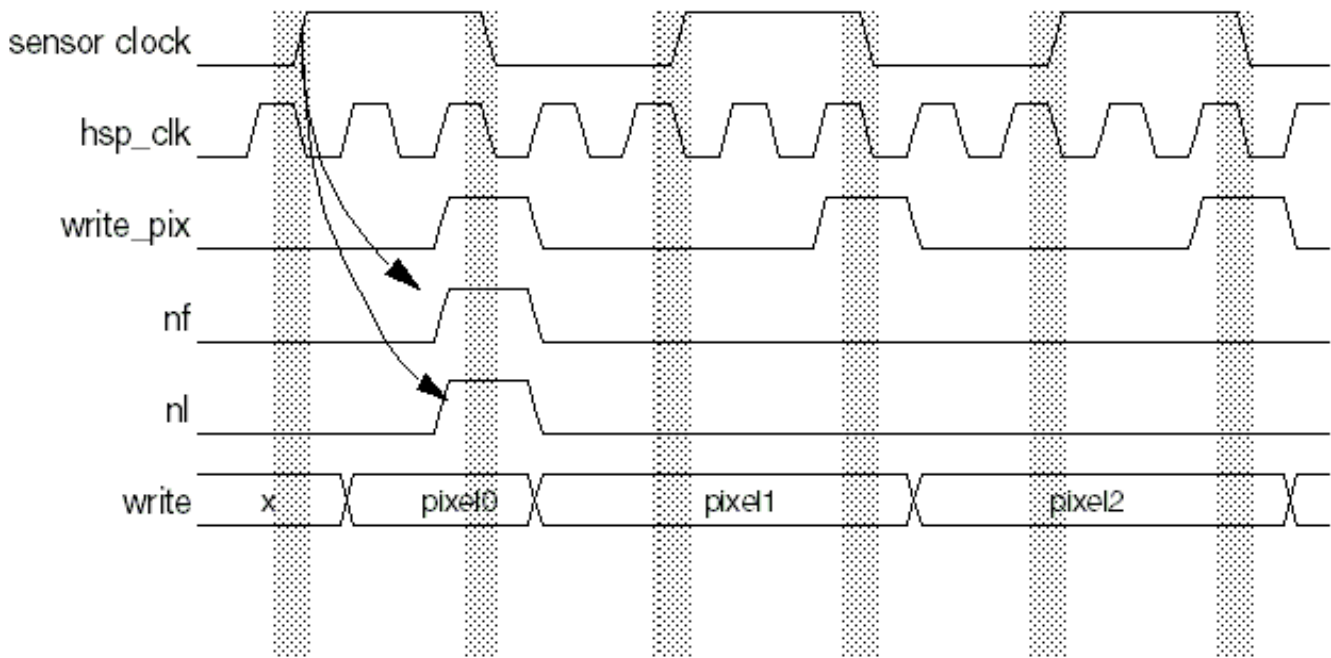 sensor clock
hsp_clk
write_pix
nf
nl
write x pixel0 pixel1 pixel2